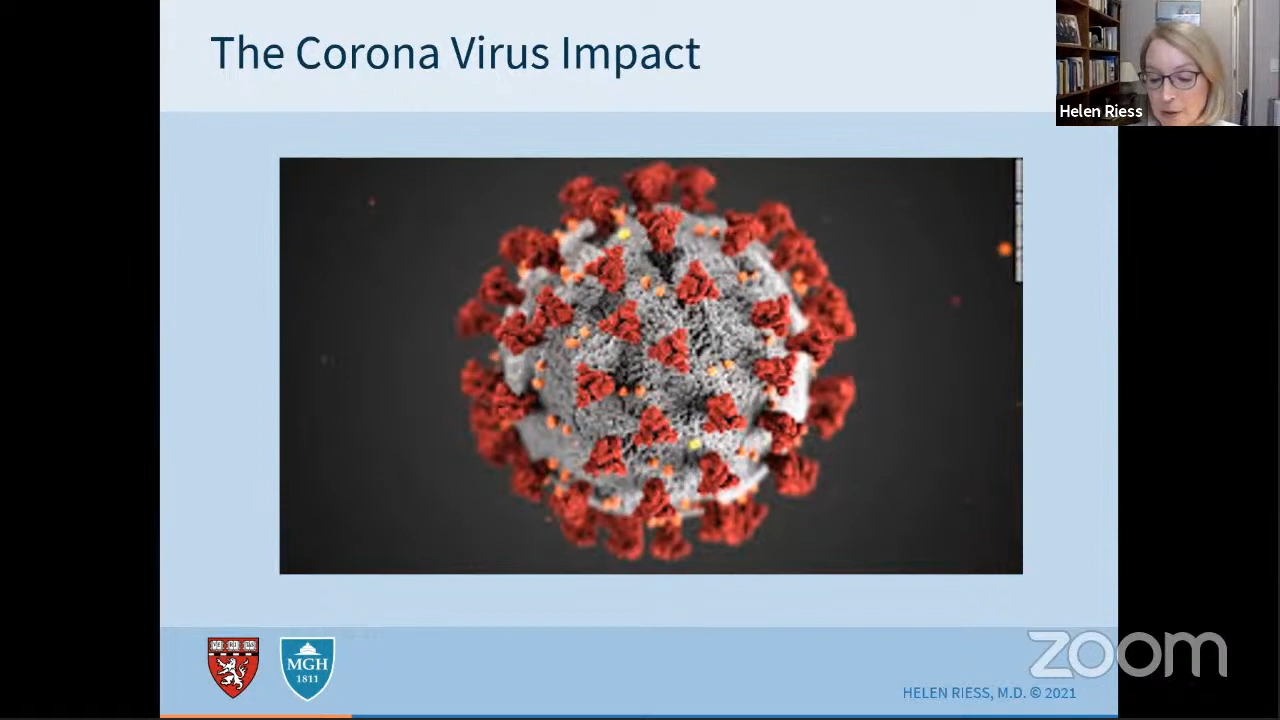 The Corona Virus Impact
Helen Riess
MGH
1811
zoom
HELEN RIESS, M.D. © 2021